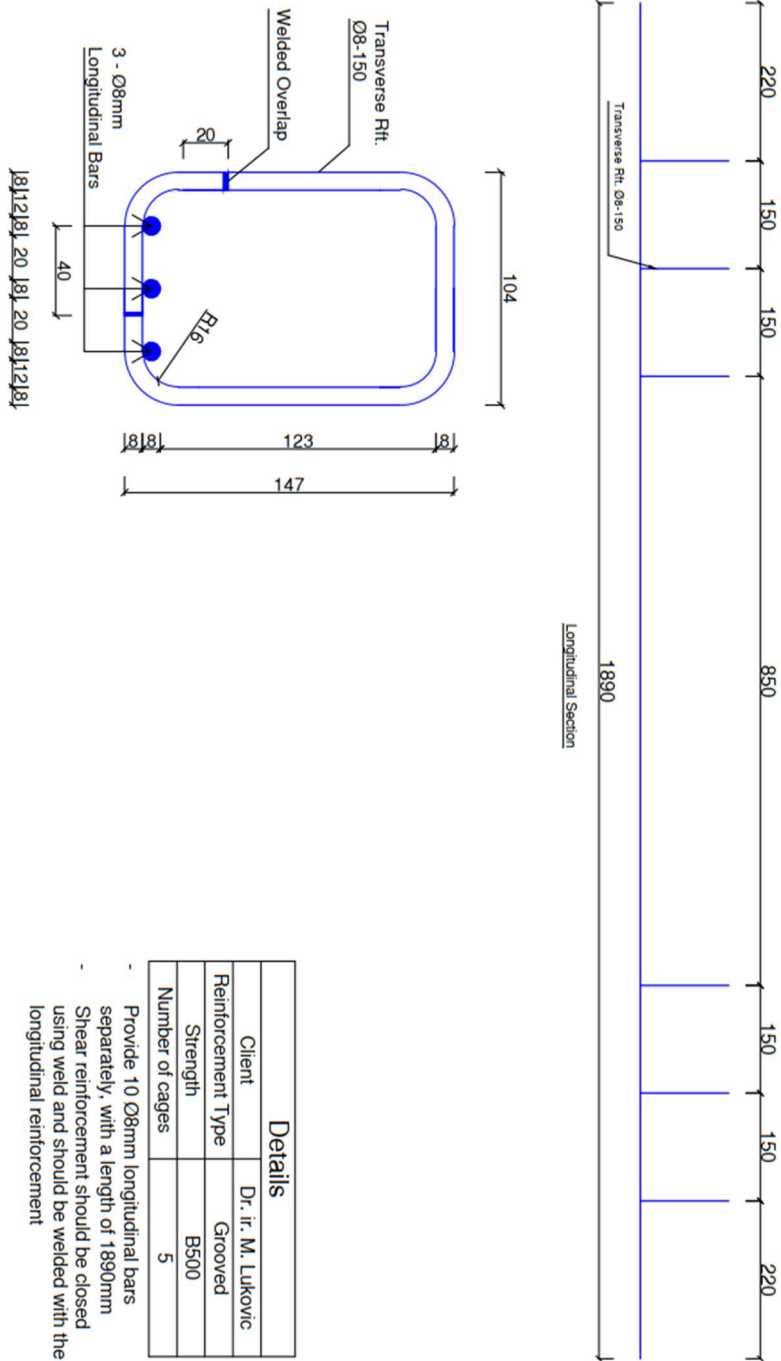 220
150
150
850
150
150
220
Transverse Rft. Ø8-150
1890
Longitudinal Section
Transverse Rft.
Ø8-150
Welded Overlap
3 - Ø8mm
Longitudinal Bars
20
104
R16
40
8 12 8 20 8 20 8 12 8
8 8 123 8
147
Details
Client Dr. ir. M. Lukovic
Reinforcement Type Grooved
Strength B500
Number of cages 5
- Provide 10 Ø8mm longitudinal bars
separately, with a length of 1890mm
- Shear reinforcement should be closed
using weld and should be welded with the
longitudinal reinforcement